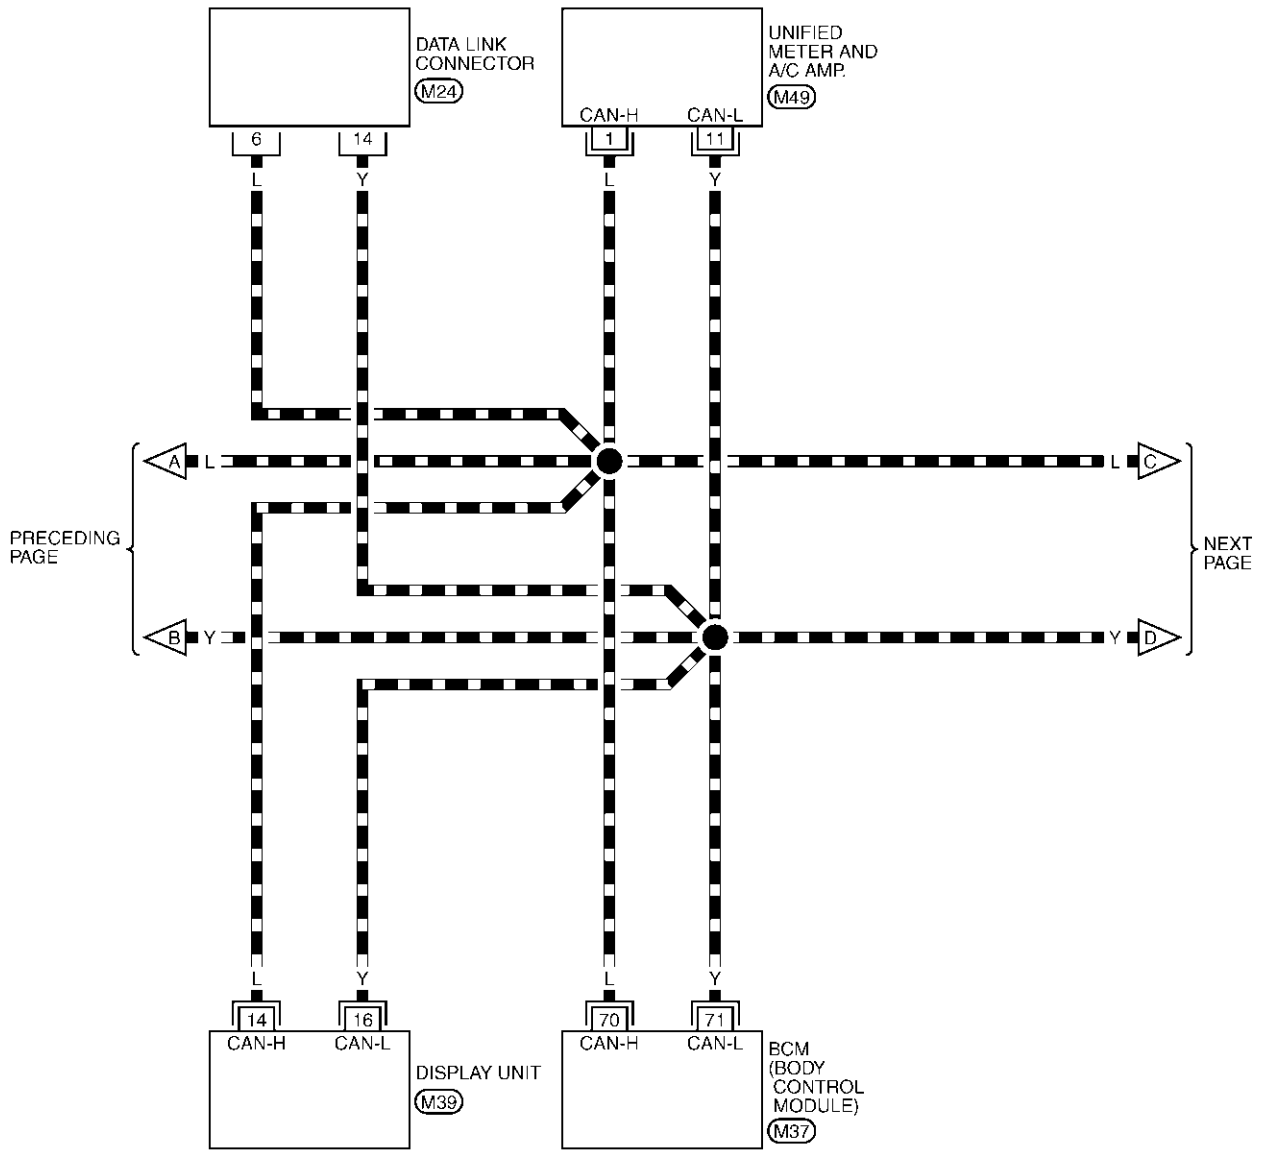 DATA LINK
CONNECTOR
M24
UNIFIED
METER AND
A/C AMP.
M49
CAN-H
CAN-L
6
14
1
11
L
Y
L
Y
A
L
L
C
PRECEDING
PAGE
NEXT
PAGE
B
Y
Y
D
L
Y
L
Y
14
16
70
71
CAN-H
CAN-L
CAN-H
CAN-L
DISPLAY UNIT
M39
BCM
(BODY
CONTROL
MODULE)
M37